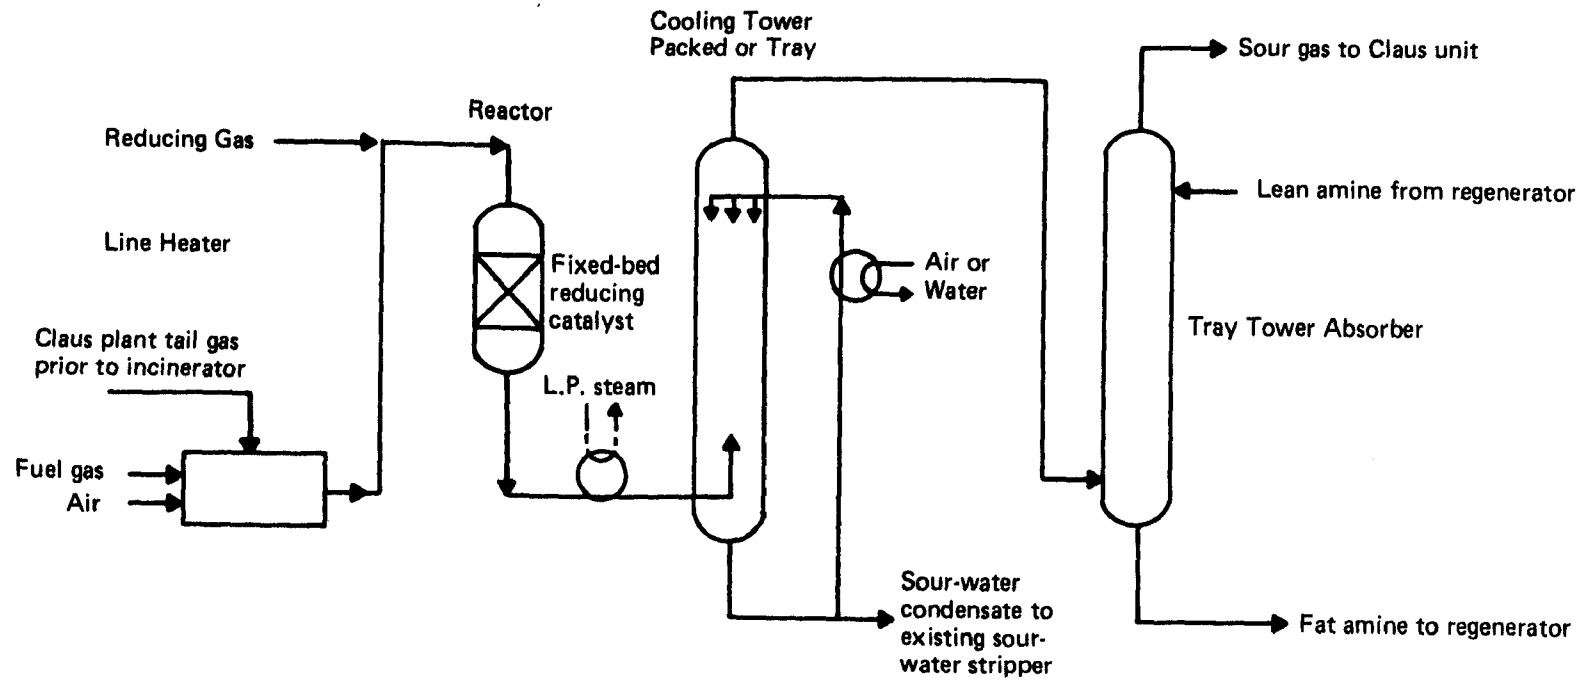 Cooling Tower
Packed or Tray
Sour gas to Claus unit
Reactor
Reducing Gas
Lean amine from regenerator
Line Heater
Fixed-bed
reducing
catalyst
Air or
Water
Tray Tower Absorber
Claus plant tail gas
prior to incinerator
L.P. steam
Fuel gas
Air
Sour-water
condensate to
existing sour-
water stripper
Fat amine to regenerator